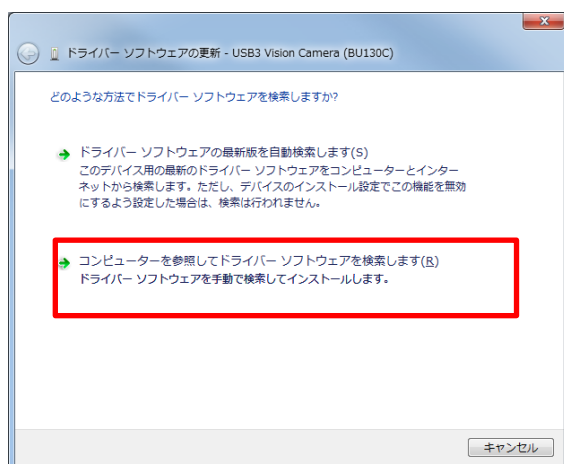 ドライバー ソフトウェアの更新 - USB3 Vision Camera (BU130C)
どのような方法でドライバー ソフトウェアを検索しますか?
ドライバー ソフトウェアの最新版を自動検索します(S)
このデバイス用の最新のドライバー ソフトウェアをコンピューターとインター
ネットから検索します。ただし、デバイスのインストール設定でこの機能を無効
にするよう設定した場合は、検索は行われません。
コンピューターを参照してドライバー ソフトウェアを検索します(R)
ドライバー ソフトウェアを手動で検索してインストールします。
キャンセル